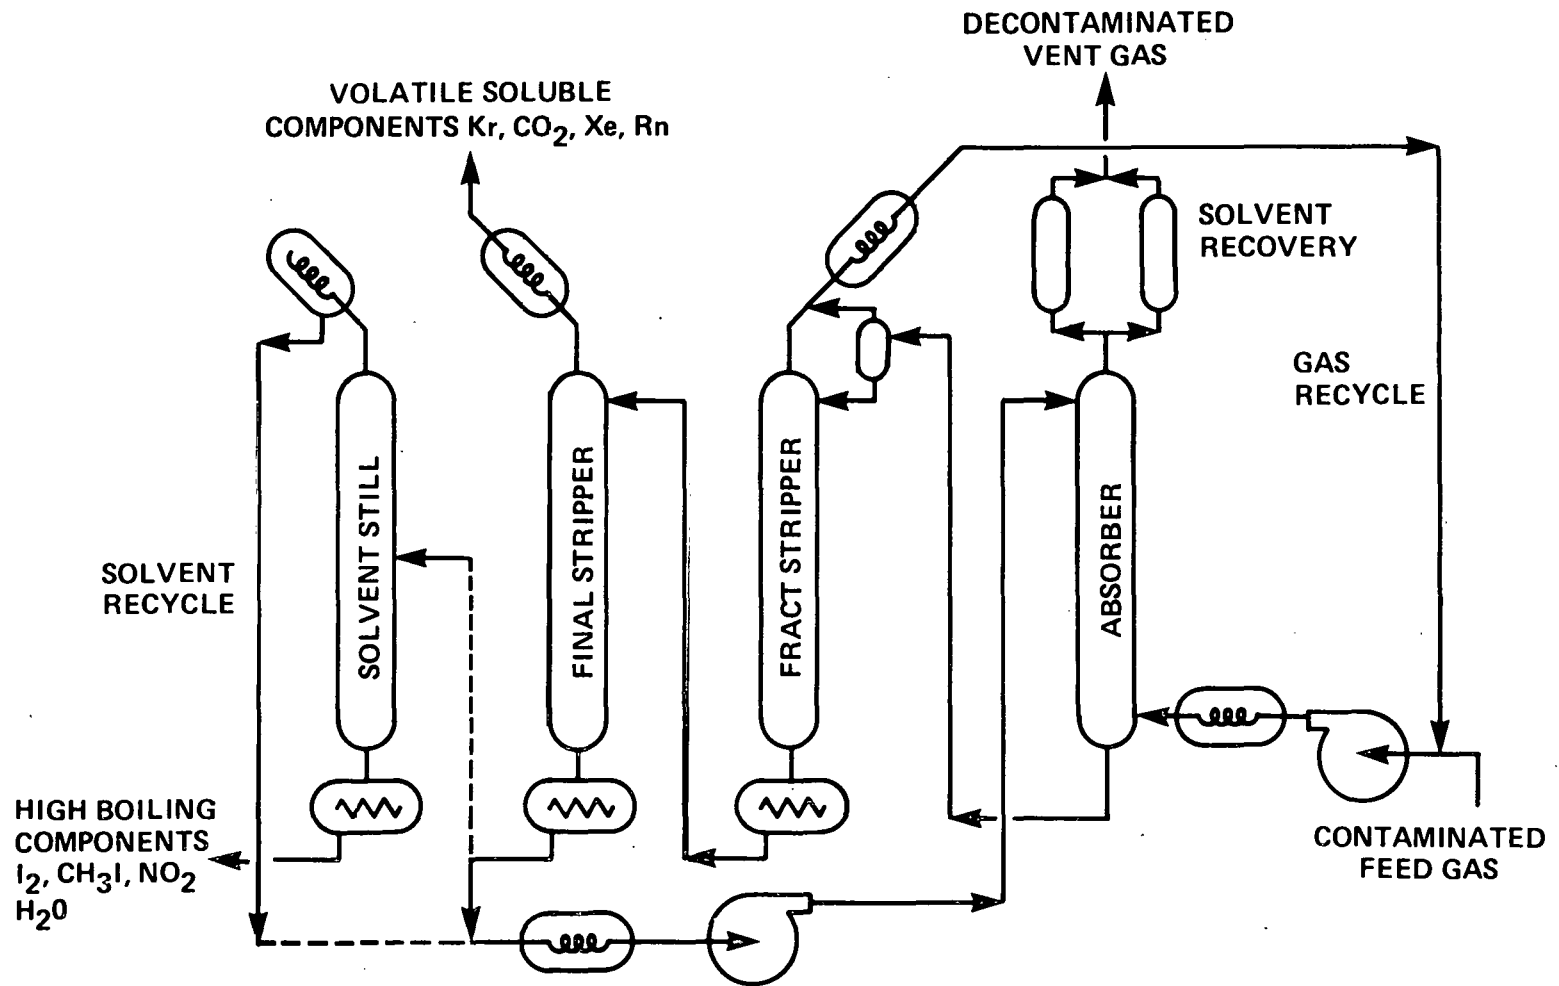 DECONTAMINATED
VENT GAS
VOLATILE SOLUBLE
COMPONENTS Kr, CO2, Xe, Rn
SOLVENT
RECOVERY
GAS
RECYCLE
SOLVENT STILL
FINAL STRIPPER
FRACT STRIPPER
ABSORBER
SOLVENT
RECYCLE
HIGH BOILING
COMPONENTS
I2, CH3I, NO2
H2O
CONTAMINATED
FEED GAS